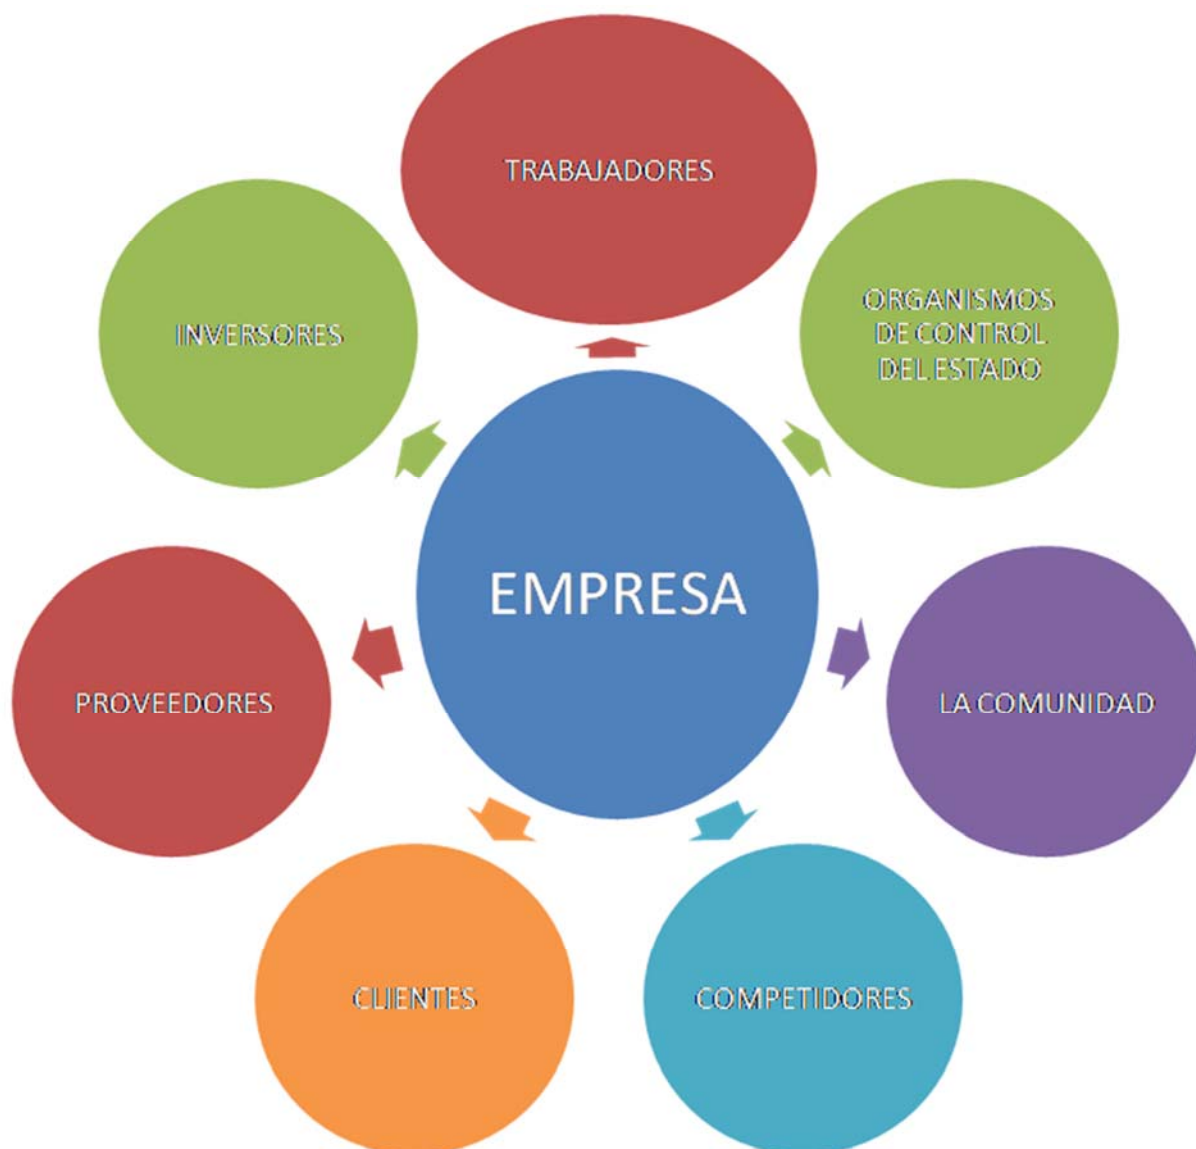 TRABAJADORES
INVERSORES
ORGANISMOS
DE CONTROL
DEL ESTADO
EMPRESA
PROVEEDORES
LA COMUNIDAD
CLIENTES
COMPETIDORES